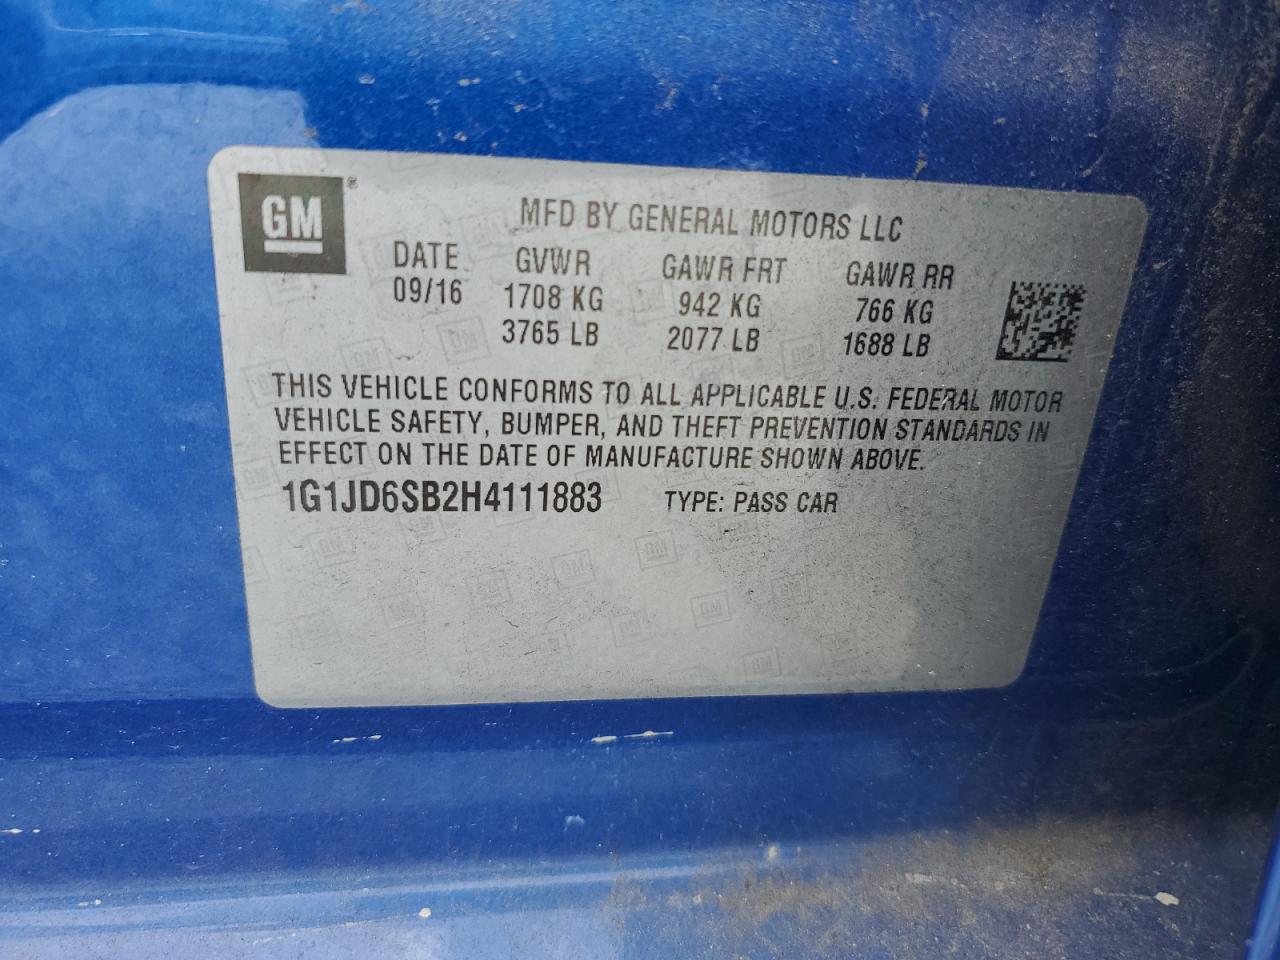 GM®
MFD BY GENERAL MOTORS LLC
DATE GVWR GAWR FRT GAWR RR
09/16 1708 KG 942 KG 766 KG
3765 LB 2077 LB 1688 LB
THIS VEHICLE CONFORMS TO ALL APPLICABLE U.S. FEDERAL MOTOR
VEHICLE SAFETY, BUMPER, AND THEFT PREVENTION STANDARDS IN
EFFECT ON THE DATE OF MANUFACTURE SHOWN ABOVE.
1G1JD6SB2H4111883 TYPE: PASS CAR